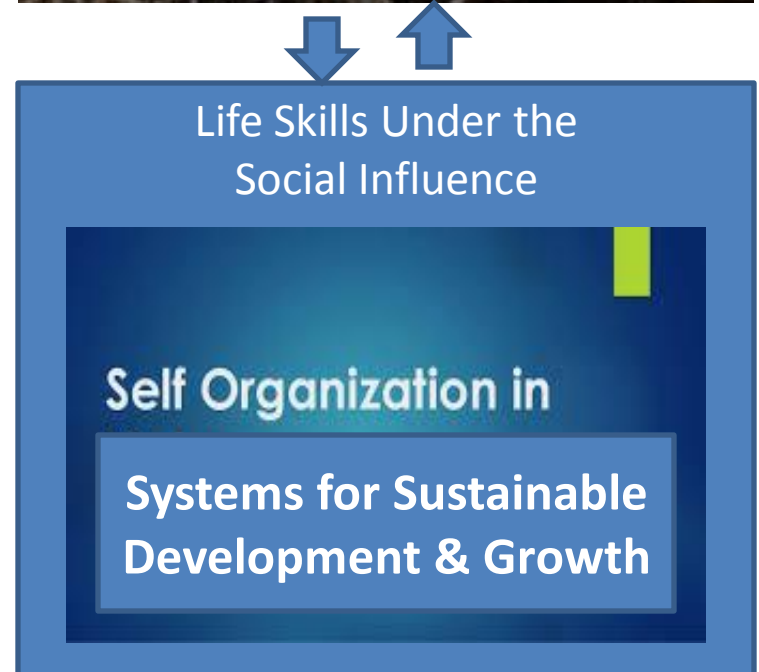 Life Skills Under the
Social Influence
Self Organization in
Systems for Sustainable
Development & Growth